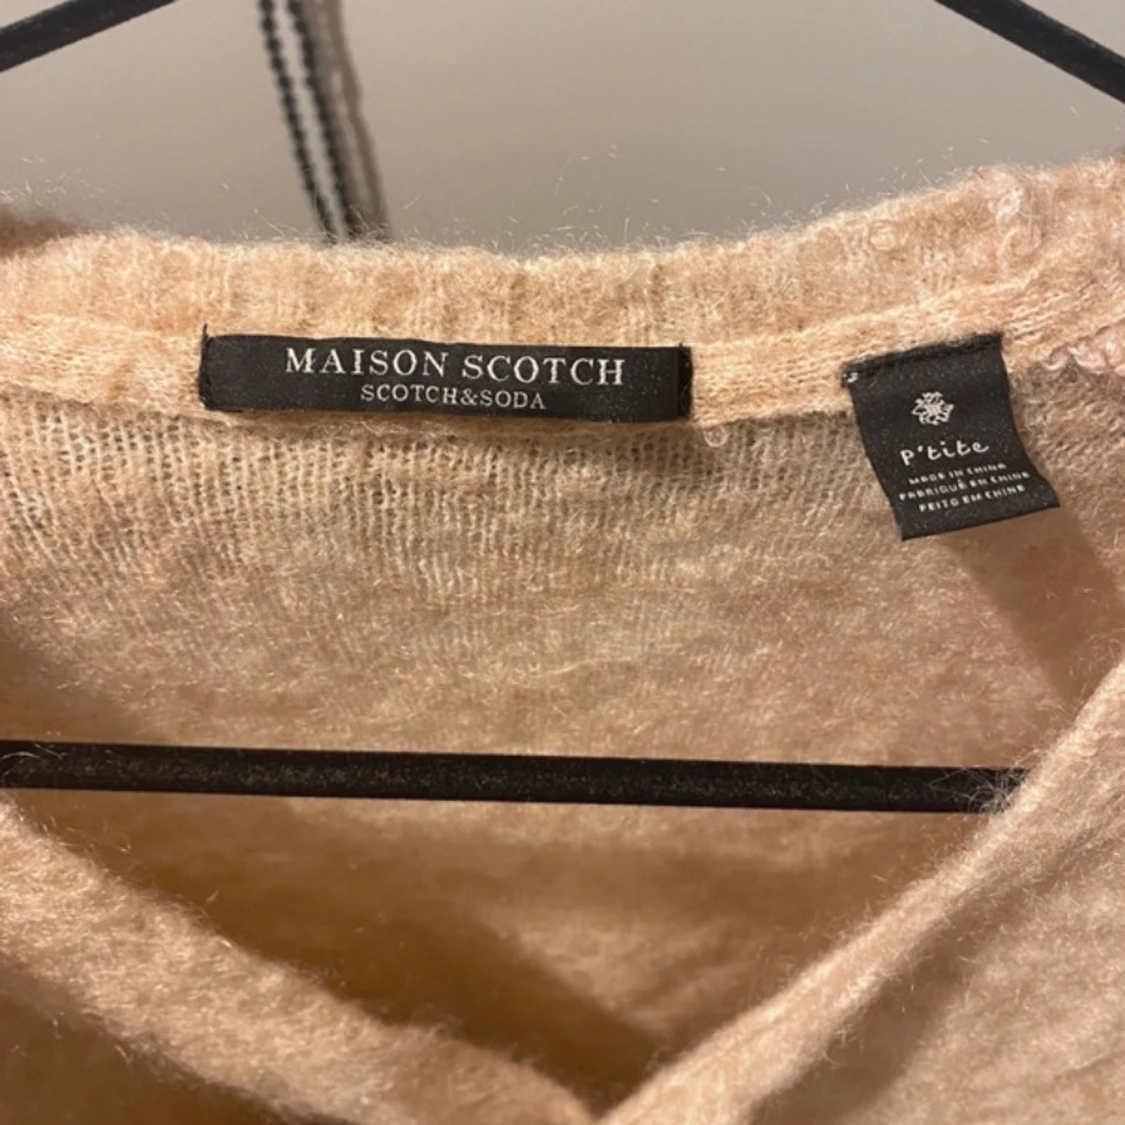 MAISON SCOTCH
SCOTCH&SODA
P'tite
MADE IN CHINA
FABRIQUÉ EN CHINE
FEITO EM CHINA